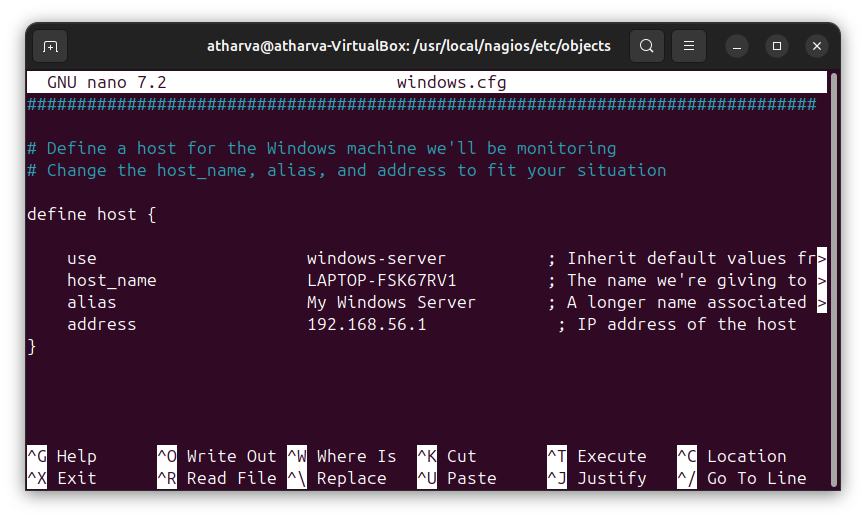 atharva@atharva-VirtualBox: /usr/local/nagios/etc/objects
GNU nano 7.2 windows.cfg
###############################################################################
# Define a host for the Windows machine we'll be monitoring
# Change the host_name, alias, and address to fit your situation
define host {
use windows-server ; Inherit default values fr>
host_name LAPTOP-FSK67RV1 ; The name we're giving to >
alias My Windows Server ; A longer name associated >
address 192.168.56.1 ; IP address of the host
}
^G Help ^O Write Out ^W Where Is ^K Cut ^T Execute ^C Location
^X Exit ^R Read File ^\ Replace ^U Paste ^J Justify ^/ Go To Line